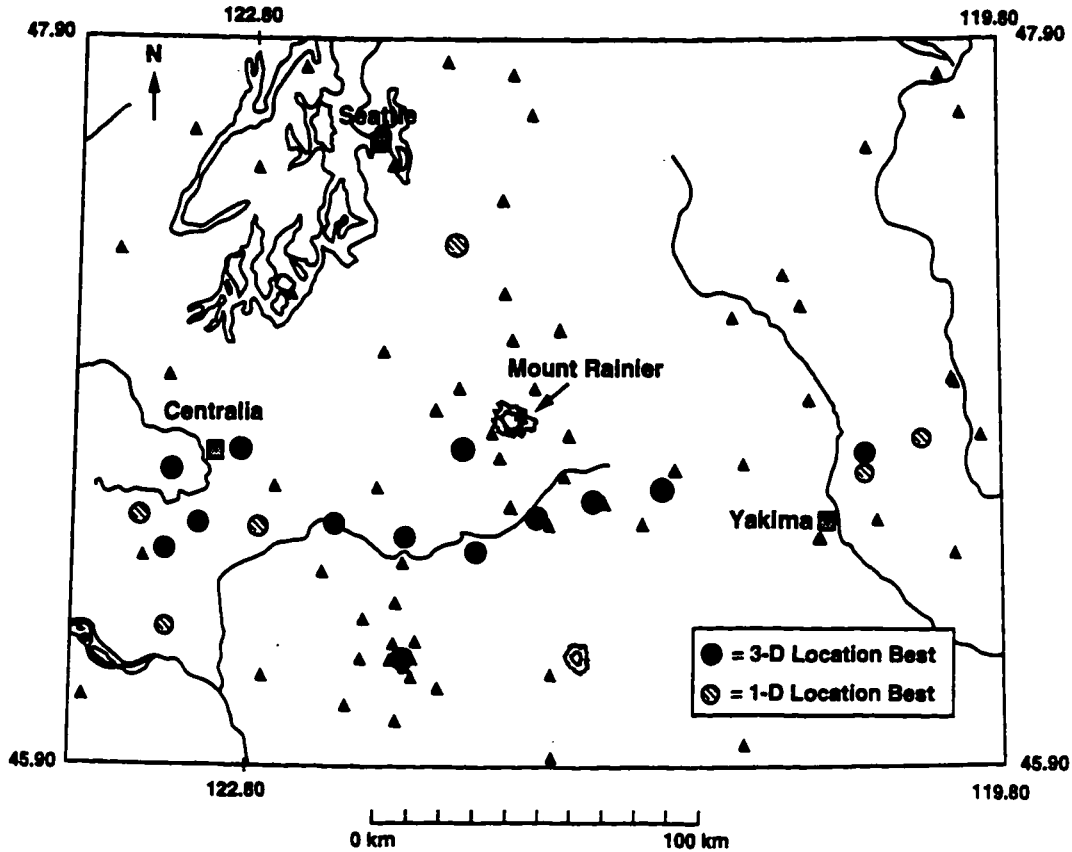 122.80
119.80
47.90
47.90
N
Seattle
Mount Rainier
Centralia
Yakima
= 3-D Location Best
= 1-D Location Best
45.90
45.90
122.80
119.80
0 km
100 km